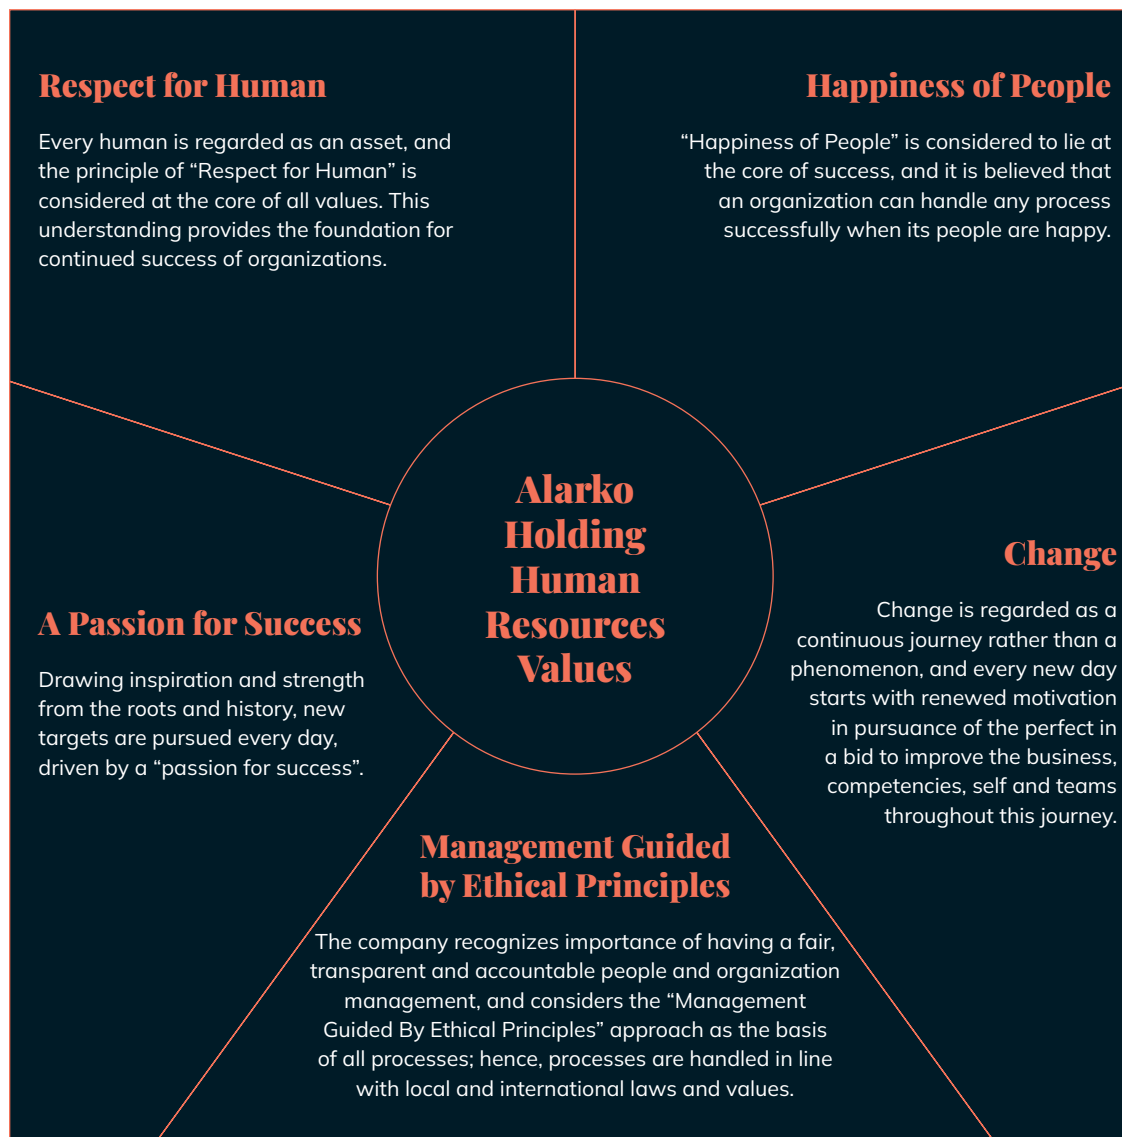 Respect for Human
Every human is regarded as an asset, and
the principle of “Respect for Human” is
considered at the core of all values. This
understanding provides the foundation for
continued success of organizations.
Happiness of People
“Happiness of People” is considered to lie at
the core of success, and it is believed that
an organization can handle any process
successfully when its people are happy.
Alarko
Holding
Human
Resources
Values
A Passion for Success
Drawing inspiration and strength
from the roots and history, new
targets are pursued every day,
driven by a “passion for success”.
Change
Change is regarded as a
continuous journey rather than a
phenomenon, and every new day
starts with renewed motivation
in pursuance of the perfect in
a bid to improve the business,
competencies, self and teams
throughout this journey.
Management Guided
by Ethical Principles
The company recognizes importance of having a fair,
transparent and accountable people and organization
management, and considers the “Management
Guided By Ethical Principles” approach as the basis
of all processes; hence, processes are handled in line
with local and international laws and values.